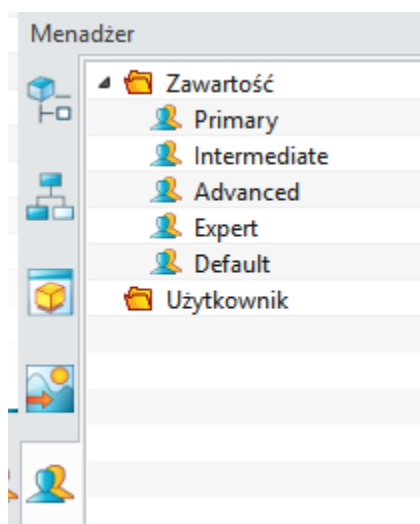 Menadżer
Zawartość
Primary
Intermediate
Advanced
Expert
Default
Użytkownik